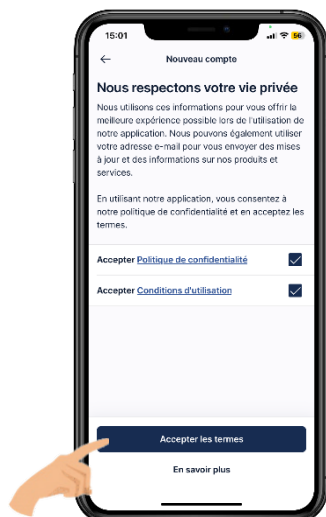 15:01
56
Nouveau compte
Nous respectons votre vie privée
Nous utilisons ces informations pour vous offrir la
meilleure expérience possible lors de l'utilisation de
notre application. Nous pouvons également utiliser
votre adresse e-mail pour vous envoyer des mises
à jour et des informations sur nos produits et
services.
En utilisant notre application, vous consentez à
notre politique de confidentialité et en acceptez les
termes.
Accepter Politique de confidentialité
Accepter Conditions d'utilisation
Accepter les termes
En savoir plus